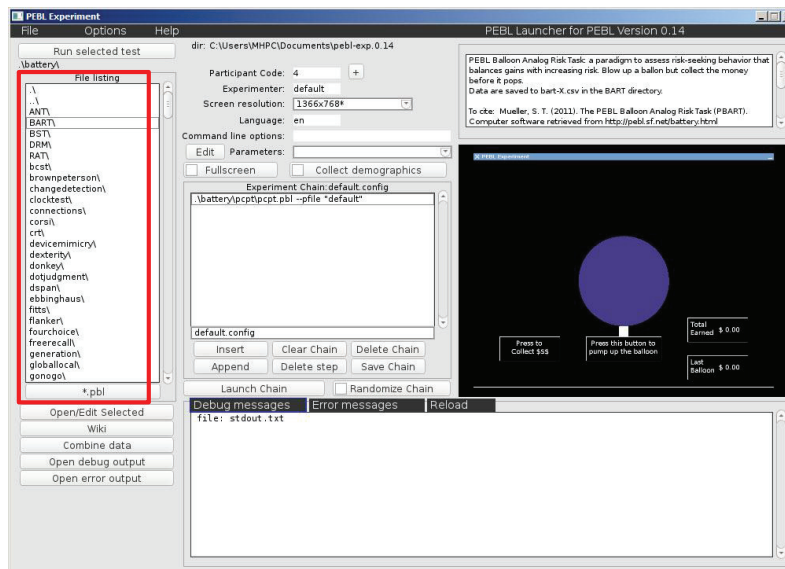 PEBL Experiment
File Options Help PEBL Launcher for PEBL Version 0.14
Run selected test
.\battery\
File listing
.\
..\
ANT\
BART\
BST\
DRM\
RAT\
bcst\
brownpeterson\
changedetection\
clocktest\
connections\
corsi\
crt\
devicemimicry\
dexterity\
donkey\
dotjudgment\
dspan\
ebbinghaus\
fitts\
flanker\
fourchoice\
freerecall\
generation\
globallocal\
gonogo\
*.pbl
Open/Edit Selected
Wiki
Combine data
Open debug output
Open error output
dir: C:\Users\MHPC\Documents\pebl-exp.0.14
Participant Code: 4 +
Experimenter: default
Screen resolution: 1366x768*
Language: en
Command line options:
Edit Parameters:
Fullscreen Collect demographics
Experiment Chain:default.config
.\battery\pcpt\pcpt.pbl --pfile "default"
default.config
Insert Clear Chain Delete Chain
Append Delete step Save Chain
Launch Chain Randomize Chain
PEBL Balloon Analog Risk Task: a paradigm to assess risk-seeking behavior that
balances gains with increasing risk. Blow up a ballon but collect the money
before it pops.
Data are saved to bart-X.csv in the BART directory.
To cite: Mueller, S. T. (2011). The PEBL Balloon Analog Risk Task (PBART).
Computer software retrieved from http://pebl.sf.net/battery.html
X PEBL Experiment
Press to
Collect $$$
Press this button to
pump up the balloon
Total
Earned $ 0.00
Last
Balloon $ 0.00
Debug messages Error messages Reload
file: stdout.txt